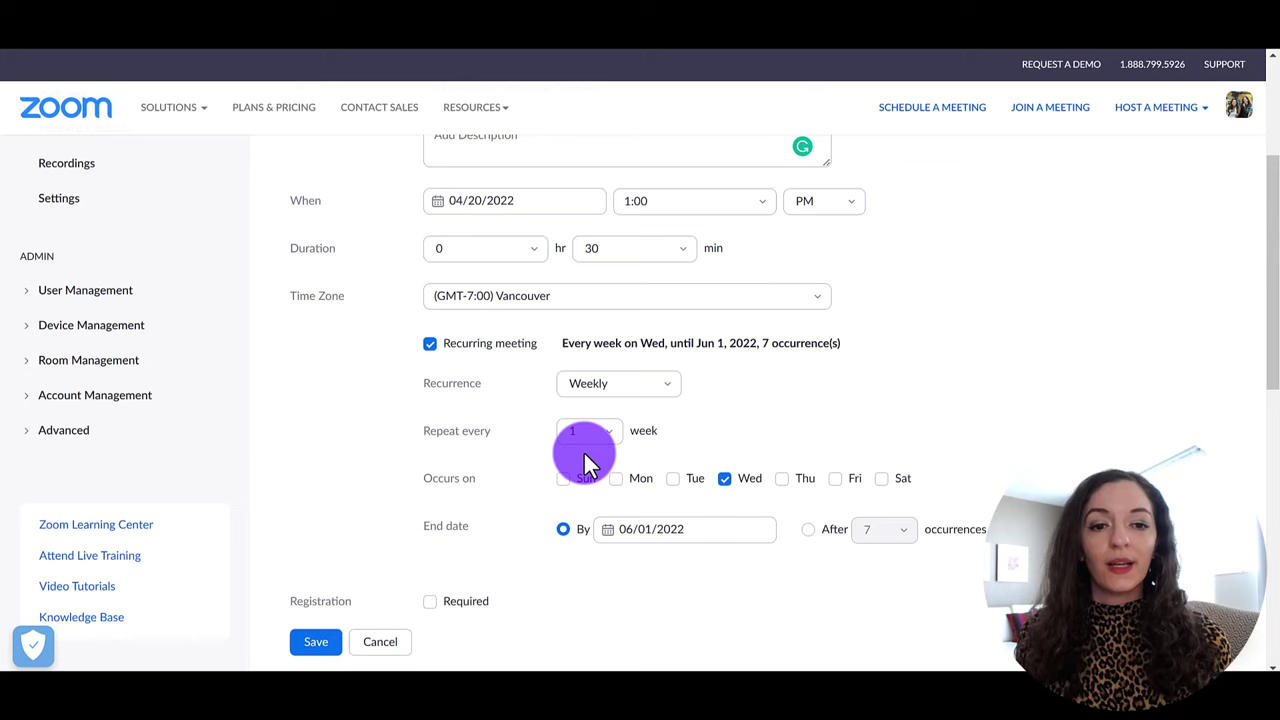 REQUEST A DEMO 1.888.799.5926 SUPPORT
zoom SOLUTIONS PLANS & PRICING CONTACT SALES RESOURCES SCHEDULE A MEETING JOIN A MEETING HOST A MEETING
Add Description
Recordings
Settings
ADMIN
User Management
Device Management
Room Management
Account Management
Advanced
Zoom Learning Center
Attend Live Training
Video Tutorials
Knowledge Base
When 04/20/2022 1:00 PM
Duration 0 hr 30 min
Time Zone (GMT-7:00) Vancouver
Recurring meeting Every week on Wed, until Jun 1, 2022, 7 occurrence(s)
Recurrence Weekly
Repeat every 1 week
Occurs on Sun Mon Tue Wed Thu Fri Sat
End date By 06/01/2022 After 7 occurrences
Registration Required
Save Cancel